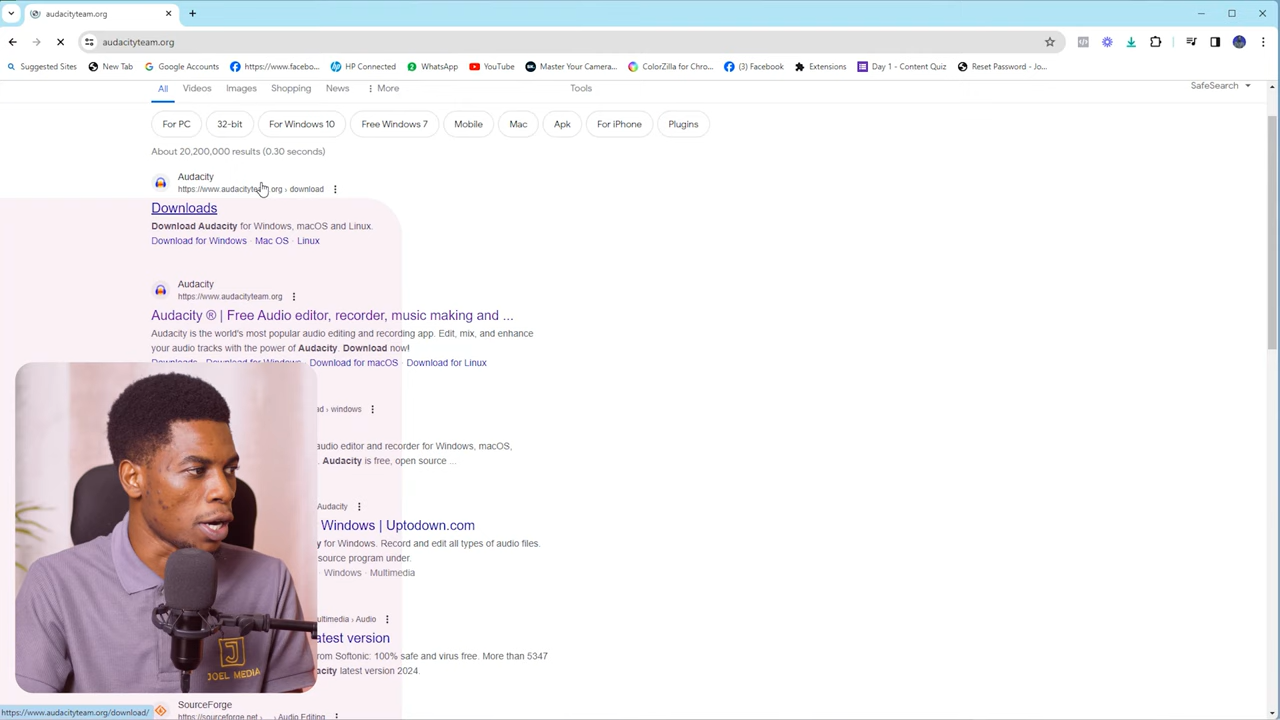 audacityteam.org
audacityteam.org
Suggested Sites
New Tab
Google Accounts
https://www.facebo...
HP Connected
WhatsApp
YouTube
Master Your Camera...
ColorZilla for Chro...
(3) Facebook
Extensions
Day 1 - Content Quiz
Reset Password - Jo...
All
Videos
Images
Shopping
News
More
Tools
SafeSearch
For PC
32-bit
For Windows 10
Free Windows 7
Mobile
Mac
Apk
For iPhone
Plugins
About 20,200,000 results (0.30 seconds)
Audacity
https://www.audacityte org › download
Downloads
Download Audacity for Windows, macOS and Linux.
Download for Windows · Mac OS · Linux
Audacity
https://www.audacityteam.org
Audacity ® | Free Audio editor, recorder, music making and ...
Audacity is the world's most popular audio editing and recording app. Edit, mix, and enhance
your audio tracks with the power of Audacity. Download now!
Downloads · Download for Windows · Download for macOS · Download for Linux
ad › windows
audio editor and recorder for Windows, macOS,
Audacity is free, open source ...
Audacity
Windows | Uptodown.com
y for Windows. Record and edit all types of audio files.
source program under.
Windows · Multimedia
ultimedia › Audio
atest version
rom Softonic: 100% safe and virus free. More than 5347
dacity latest version 2024.
SourceForge
https://sourceforge.net › ... › Audio Editing
https://www.audacityteam.org/download/
J
JOEL MEDIA